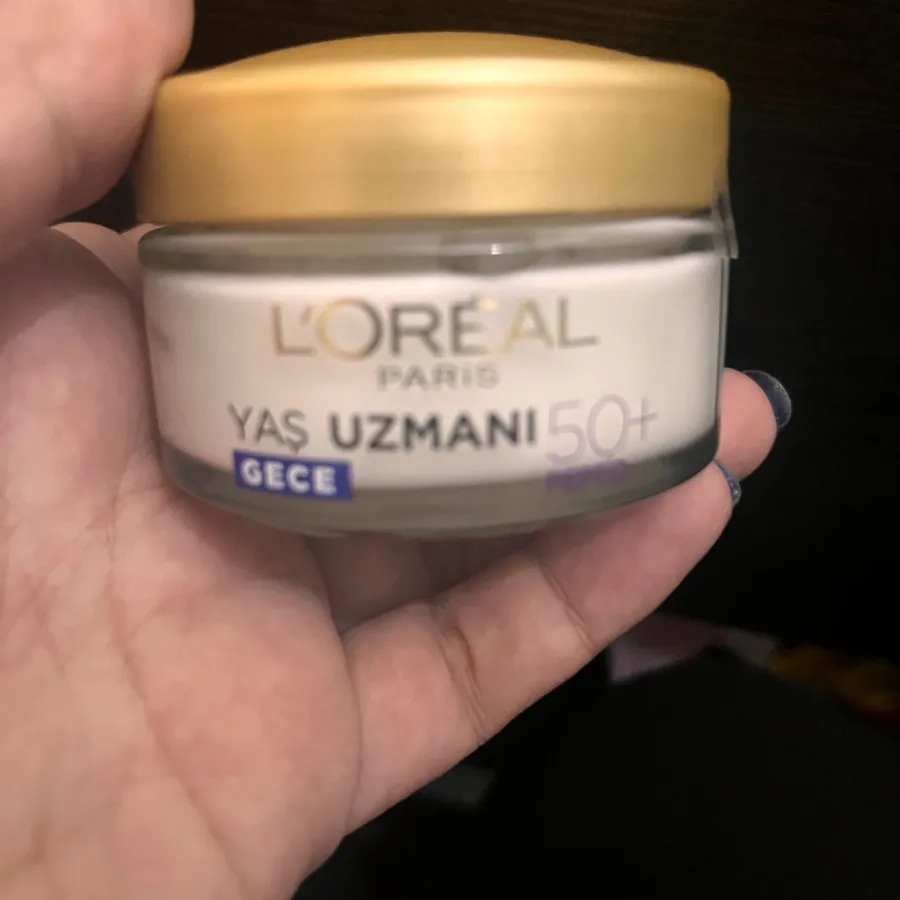 L'ORÉAL
PARIS
YAŞ UZMANI 50+
GECE